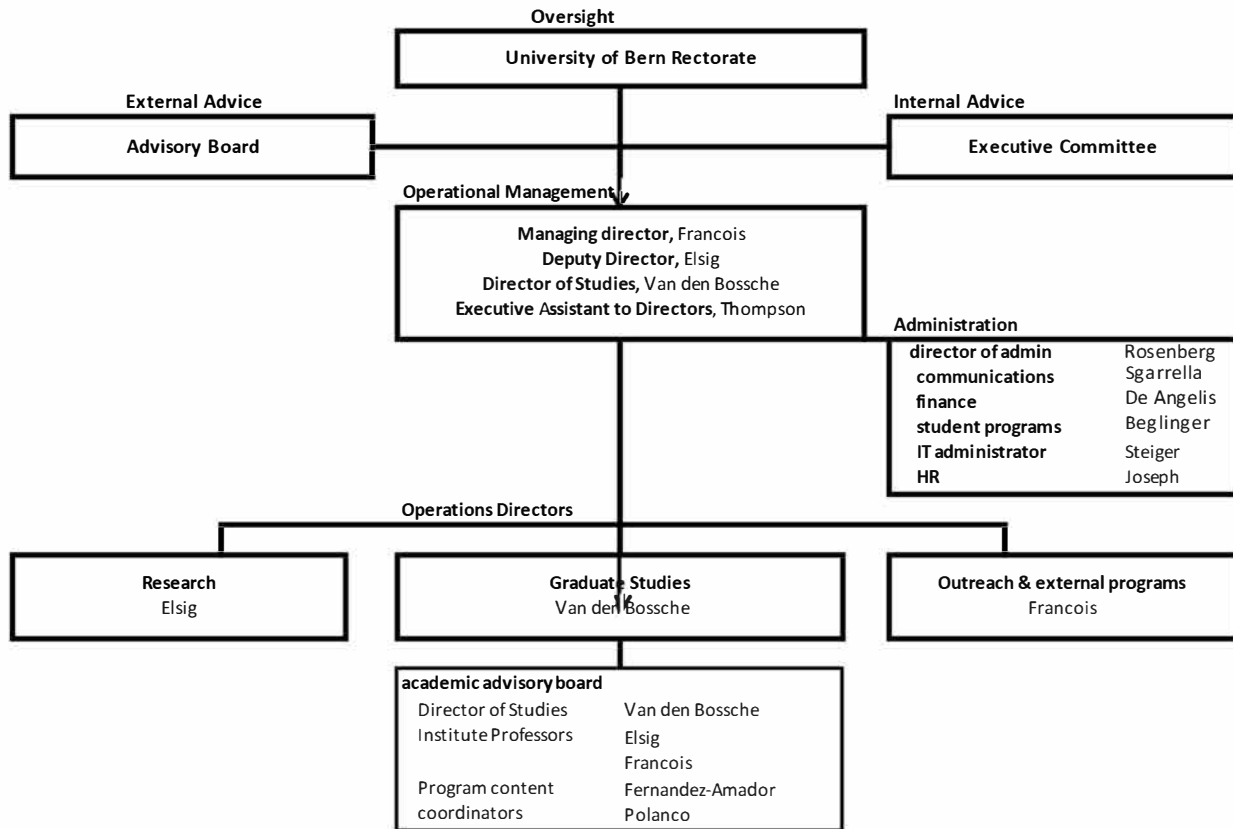 Oversight
University of Bern Rectorate
External Advice
Internal Advice
Advisory Board
Executive Committee
Operational Management
Managing director, Francois
Deputy Director, Elsig
Director of Studies, Van den Bossche
Executive Assistant to Directors, Thompson
Administration
director of admin Rosenberg
communications Sgarrella
finance De Angelis
student programs Beglinger
IT administrator Steiger
HR Joseph
Operations Directors
Research
Elsig
Graduate Studies
Van den Bossche
Outreach & external programs
Francois
academic advisory board
Director of Studies Van den Bossche
Institute Professors Elsig
Francois
Program content Fernandez-Amador
coordinators Polanco